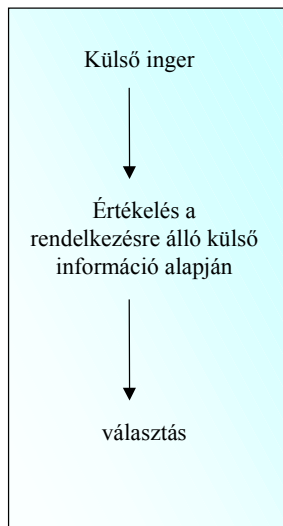 Külső inger
Értékelés a
rendelkezésre álló külső
információ alapján
választás